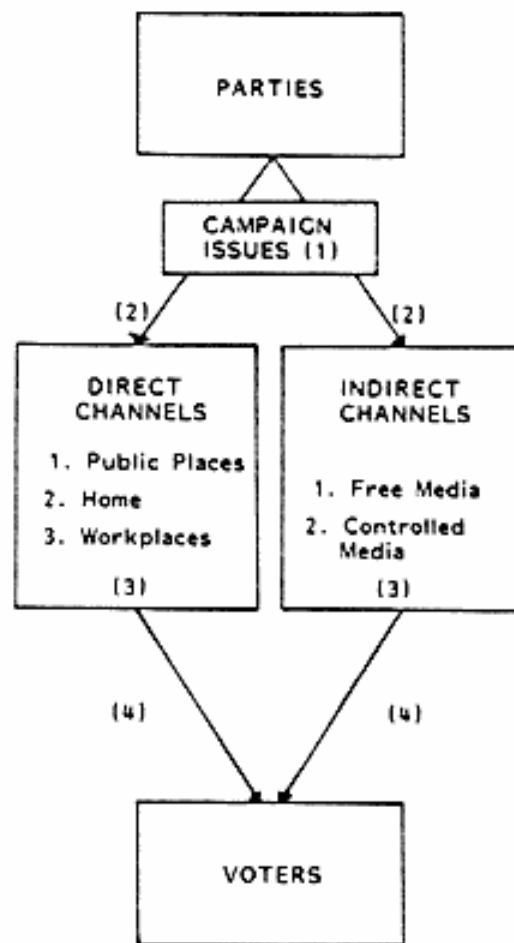 PARTIES
CAMPAIGN
ISSUES (1)
(2)
(2)
DIRECT
CHANNELS
1. Public Places
2. Home
3. Workplaces
(3)
INDIRECT
CHANNELS
1. Free Media
2. Controlled
Media
(3)
(4)
(4)
VOTERS